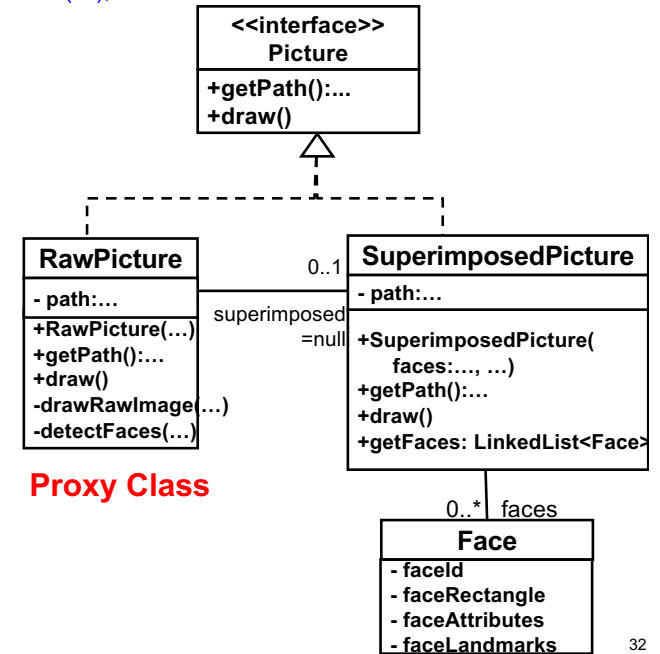 <<interface>>
Picture
+getPath():...
+draw()
RawPicture
- path:...
+RawPicture(...)
+getPath():...
+draw()
-drawRawImage(...)
-detectFaces(...)
Proxy Class
0..1
superimposed
=null
SuperimposedPicture
- path:...
+SuperimposedPicture(
faces:..., ...)
+getPath():...
+draw()
+getFaces: LinkedList<Face>
0..* faces
Face
- faceId
- faceRectangle
- faceAttributes
- faceLandmarks
32